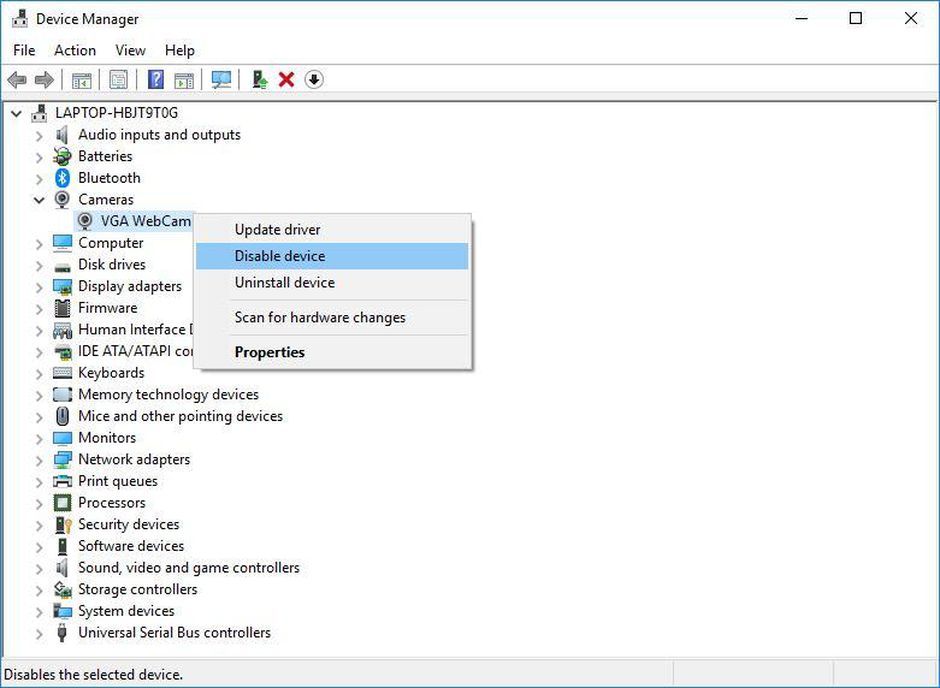 Device Manager
File Action View Help
LAPTOP-HBJT9T0G
Audio inputs and outputs
Batteries
Bluetooth
Cameras
VGA WebCam
Update driver
Computer
Disable device
Disk drives
Uninstall device
Display adapters
Firmware
Scan for hardware changes
Human Interface
IDE ATA/ATAPI
Properties
Keyboards
Memory technology devices
Mice and other pointing devices
Monitors
Network adapters
Print queues
Processors
Security devices
Software devices
Sound, video and game controllers
Storage controllers
System devices
Universal Serial Bus controllers
Disables the selected device.